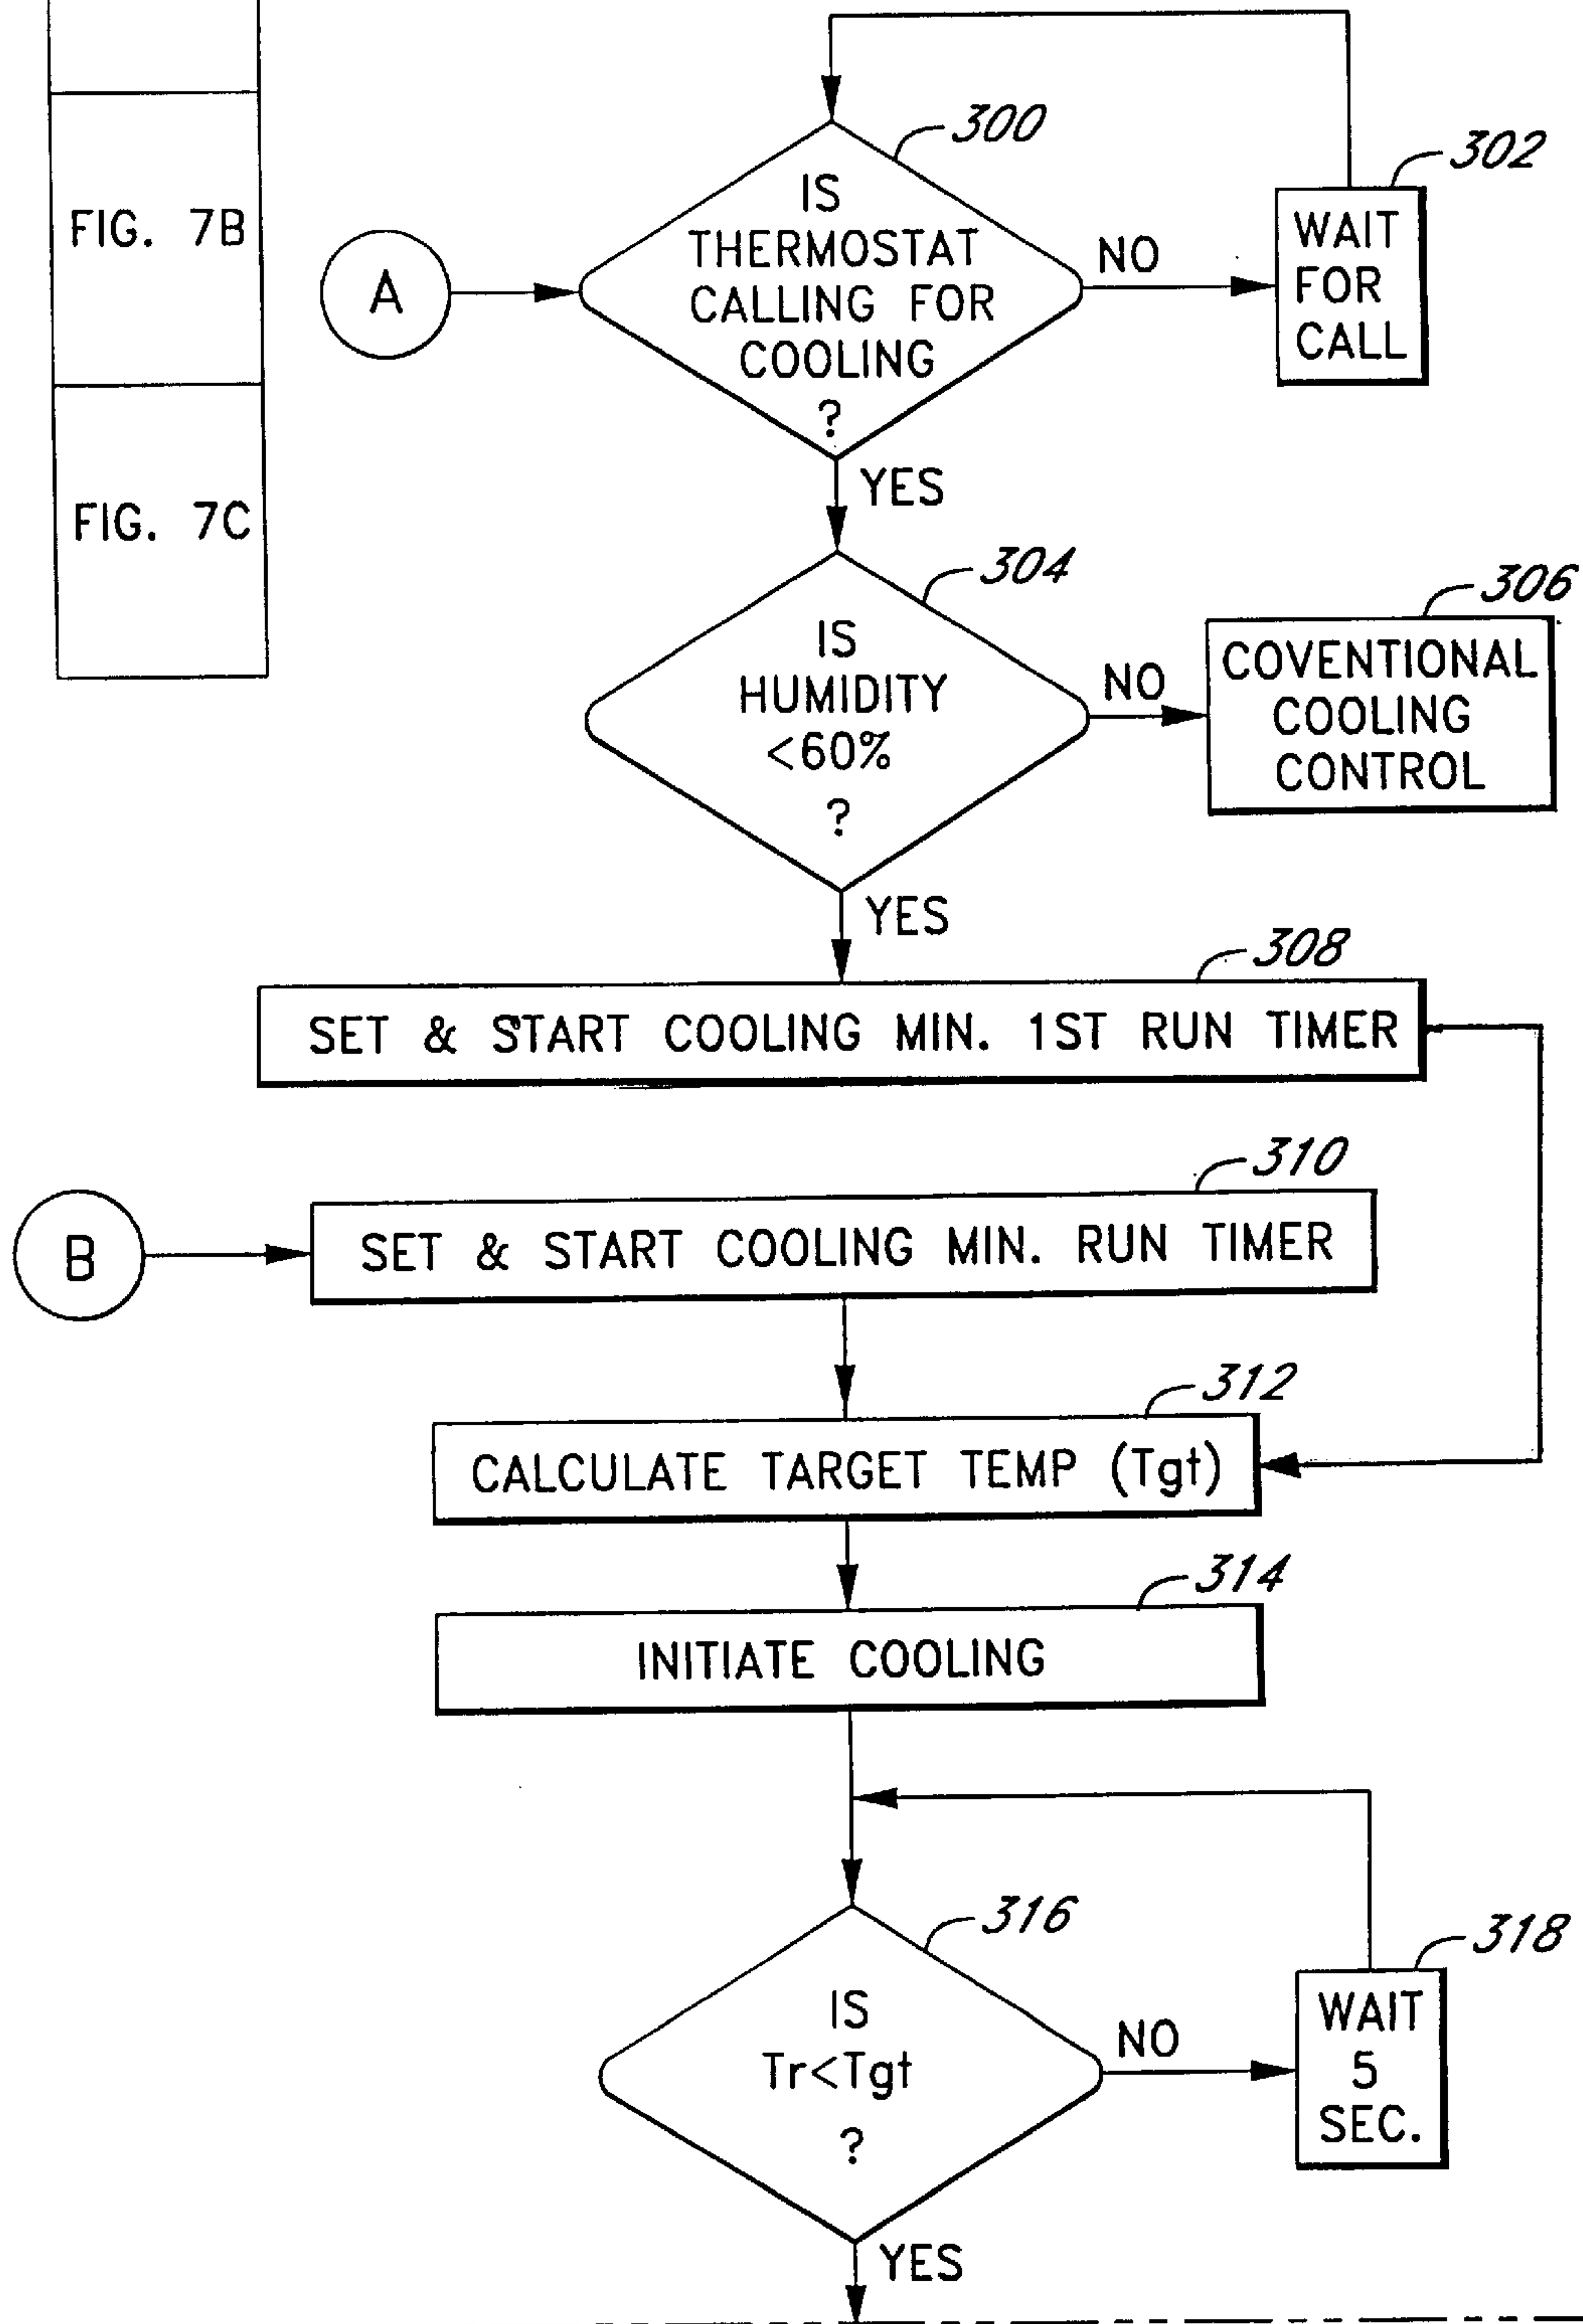 300
IS
THERMOSTAT
CALLING FOR
COOLING
?
NO
302
WAIT
FOR
CALL
FIG. 7B
A
YES
FIG. 7C
304
IS
HUMIDITY
<60%
?
NO
306
COVENTIONAL
COOLING
CONTROL
YES
308
SET & START COOLING MIN. 1ST RUN TIMER
310
B
SET & START COOLING MIN. RUN TIMER
312
CALCULATE TARGET TEMP (Tgt)
314
INITIATE COOLING
316
IS
Tr<Tgt
?
NO
318
WAIT
5
SEC.
YES